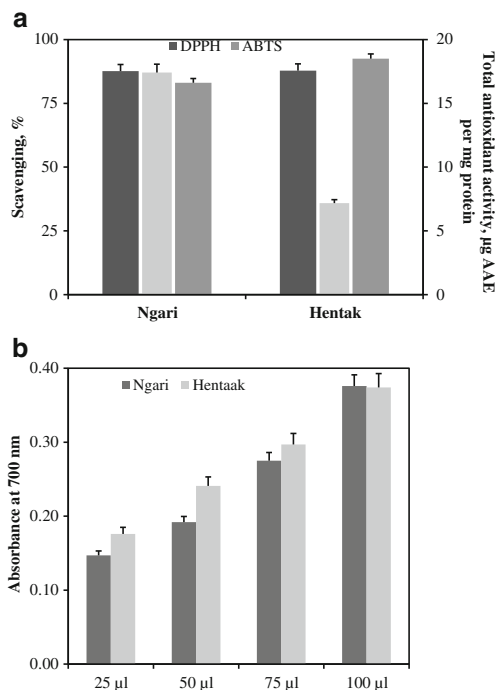 a
DPPH ABTS
100
75
50
25
0
Scavenging, %
20
15
10
5
0
Total antioxidant activity, µg AAE
per mg protein
Ngari Hentak
b
Ngari Hentaak
0.40
0.30
0.20
0.10
0.00
Absorbance at 700 nm
25 µl 50 µl 75 µl 100 µl